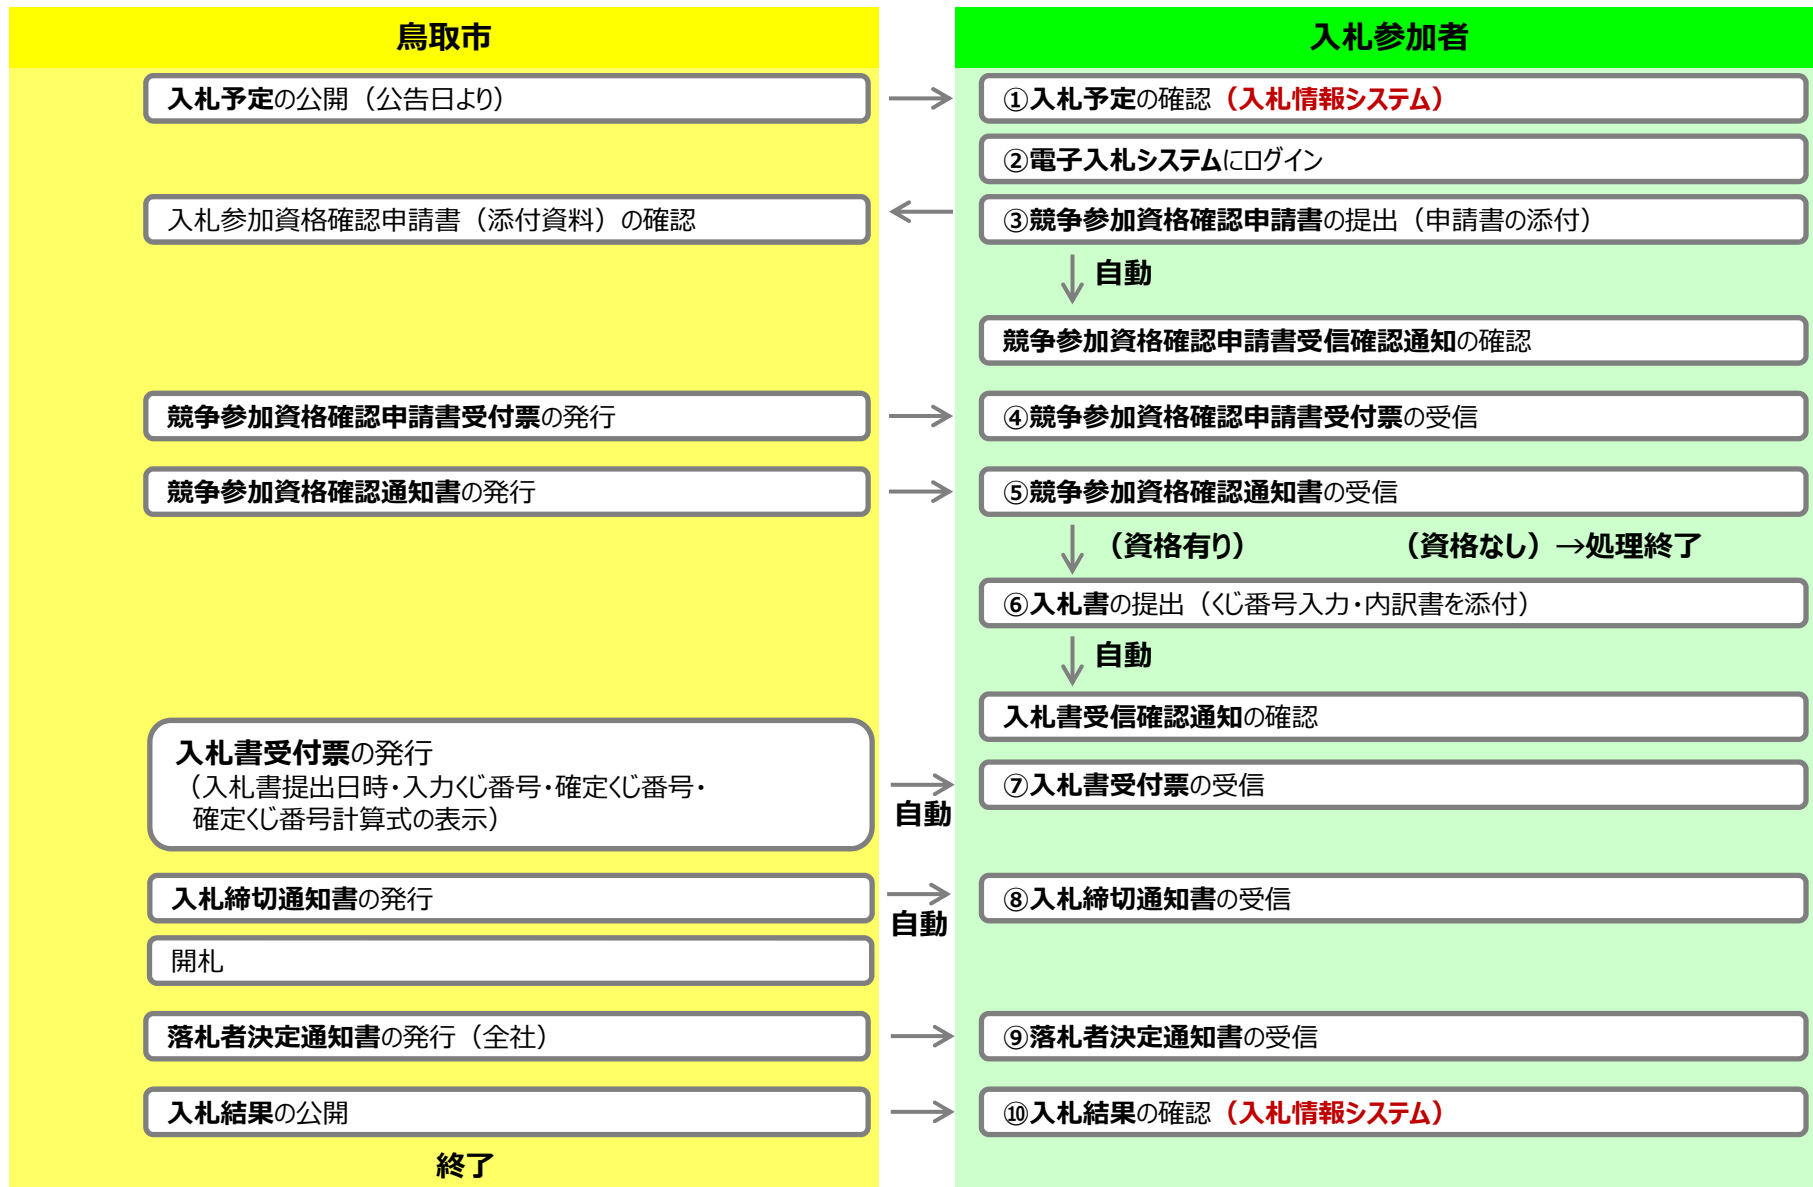 鳥取市
入札参加者
入札予定の公開（公告日より）
①入札予定の確認（入札情報システム）
②電子入札システムにログイン
入札参加資格確認申請書（添付資料）の確認
③競争参加資格確認申請書の提出（申請書の添付）
自動
競争参加資格確認申請書受信確認通知の確認
競争参加資格確認申請書受付票の発行
④競争参加資格確認申請書受付票の受信
競争参加資格確認通知書の発行
⑤競争参加資格確認通知書の受信
（資格有り）
（資格なし）→処理終了
⑥入札書の提出（くじ番号入力・内訳書を添付）
自動
入札書受信確認通知の確認
入札書受付票の発行
（入札書提出日時・入力くじ番号・確定くじ番号・
確定くじ番号計算式の表示）
自動
⑦入札書受付票の受信
入札締切通知書の発行
自動
⑧入札締切通知書の受信
開札
落札者決定通知書の発行（全社）
⑨落札者決定通知書の受信
入札結果の公開
⑩入札結果の確認（入札情報システム）
終了